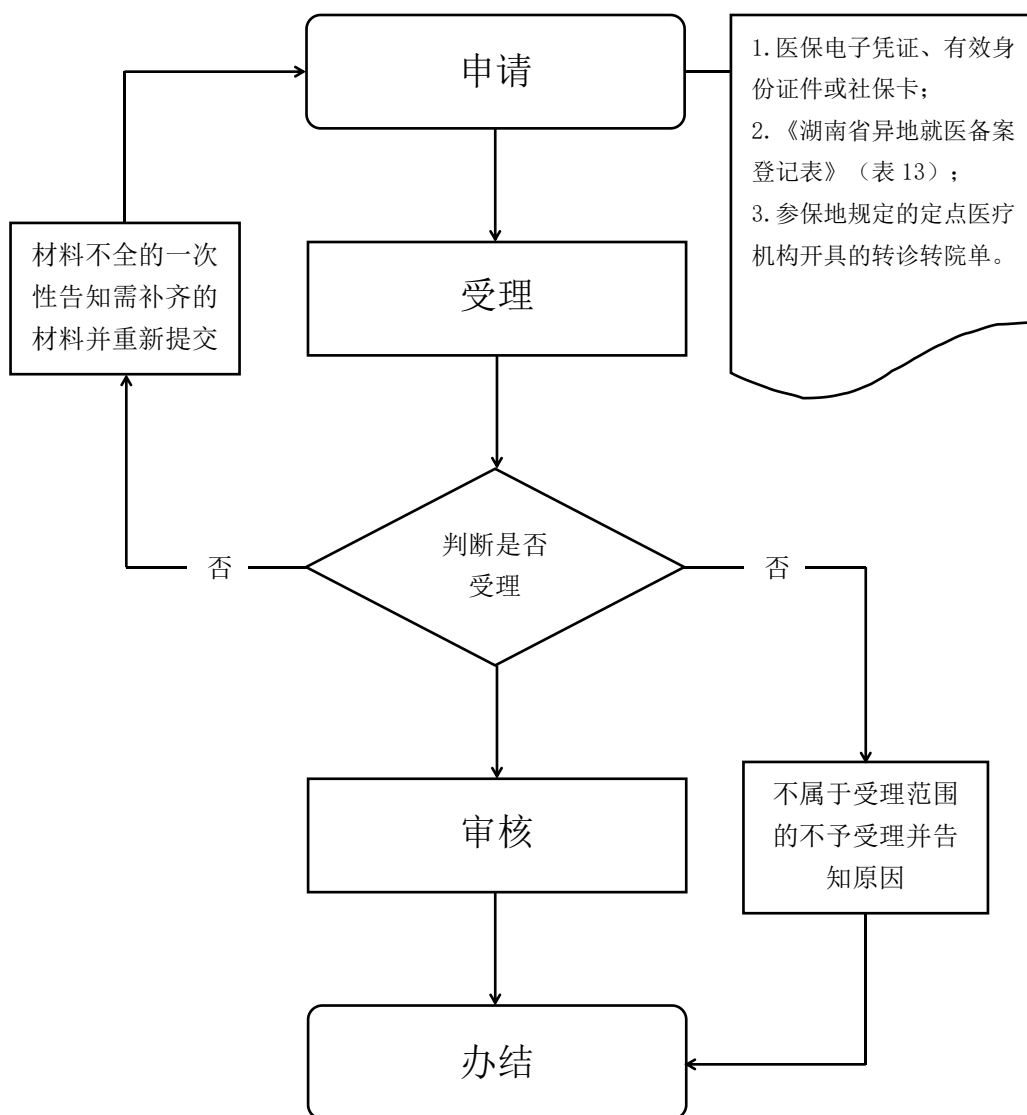 申请
1.医保电子凭证、有效身
份证件或社保卡；
2.《湖南省异地就医备案
登记表》（表 13）；
3.参保地规定的定点医疗
机构开具的转诊转院单。
材料不全的一次
性告知需补齐的
材料并重新提交
受理
判断是否
受理
否
否
审核
不属于受理范围
的不予受理并告
知原因
办结